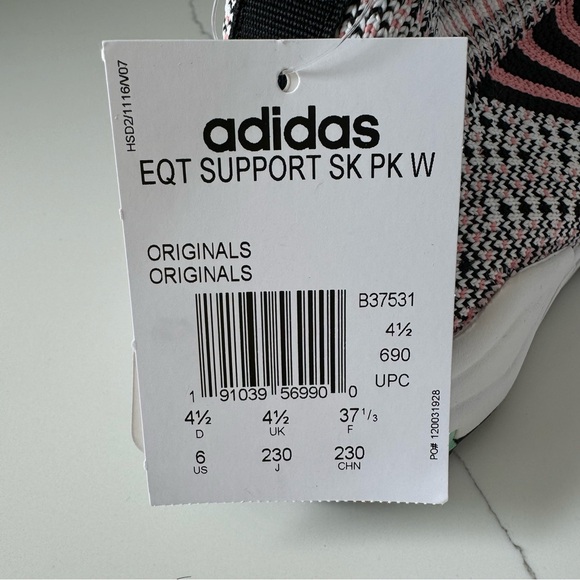 HSD2/1116/V07
adidas
EQT SUPPORT SK PK W
ORIGINALS
ORIGINALS
B37531
4½
690
UPC
1 91039 56990 0
4½ 4½ 37 1/3
D UK F
6 230 230
US J CHN
PO# 120031928